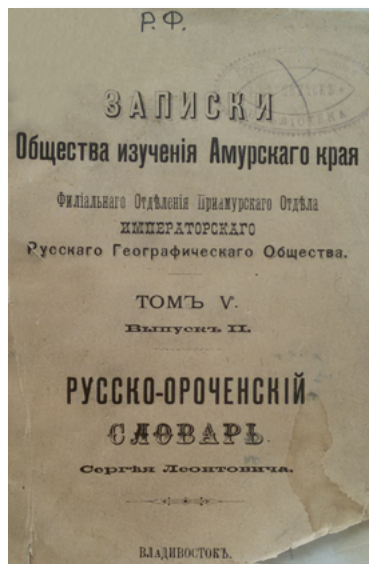 Р.Ф.
ЗАПИСКИ
Общества изученія Амурскаго края
Филіальнаго Отдѣленія Приамурскаго Отдѣла
ИМПЕРАТОРСКАГО
Русскаго Географическаго Общества.
ТОМЪ V.
Выпускъ II.
РУССКО-ОРОЧЕНСКІЙ
СЛОВАРЬ
Сергѣя Леонтовича.
ВЛАДИВОСТОКЪ.